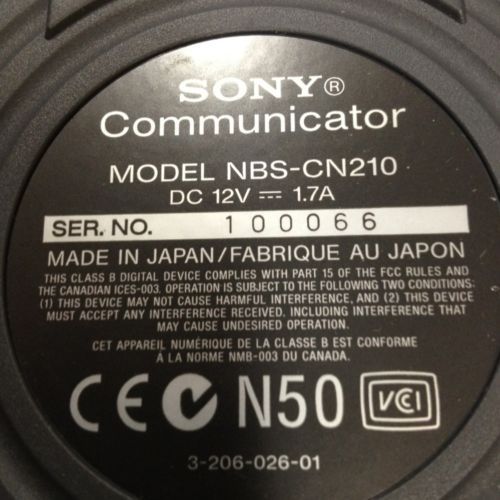 SONY®
Communicator
MODEL NBS-CN210
DC 12V ⎓ 1.7A
SER. NO. 100066
MADE IN JAPAN/FABRIQUE AU JAPON
THIS CLASS B DIGITAL DEVICE COMPLIES WITH PART 15 OF THE FCC RULES AND
THE CANADIAN ICES-003. OPERATION IS SUBJECT TO THE FOLLOWING TWO CONDITIONS:
(1) THIS DEVICE MAY NOT CAUSE HARMFUL INTERFERENCE, AND (2) THIS DEVICE
MUST ACCEPT ANY INTERFERENCE RECEIVED. INCLUDING INTERFERENCE THAT
MAY CAUSE UNDESIRED OPERATION.
CET APPAREIL NUMÉRIQUE DE LA CLASSE B EST CONFORME
À LA NORME NMB-003 DU CANADA.
CE N50 VCI
3-206-026-01